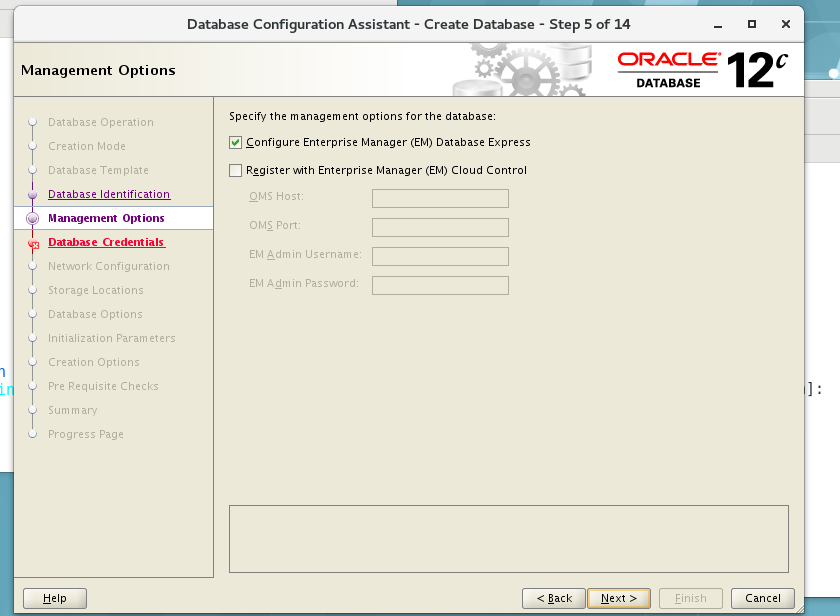 Database Configuration Assistant - Create Database - Step 5 of 14
Management Options
ORACLE
DATABASE
12c
Database Operation
Creation Mode
Database Template
Database Identification
Management Options
Database Credentials
Network Configuration
Storage Locations
Database Options
Initialization Parameters
Creation Options
Pre Requisite Checks
Summary
Progress Page
Specify the management options for the database:
Configure Enterprise Manager (EM) Database Express
Register with Enterprise Manager (EM) Cloud Control
OMS Host:
OMS Port:
EM Admin Username:
EM Admin Password:
Help
< Back
Next >
Finish
Cancel